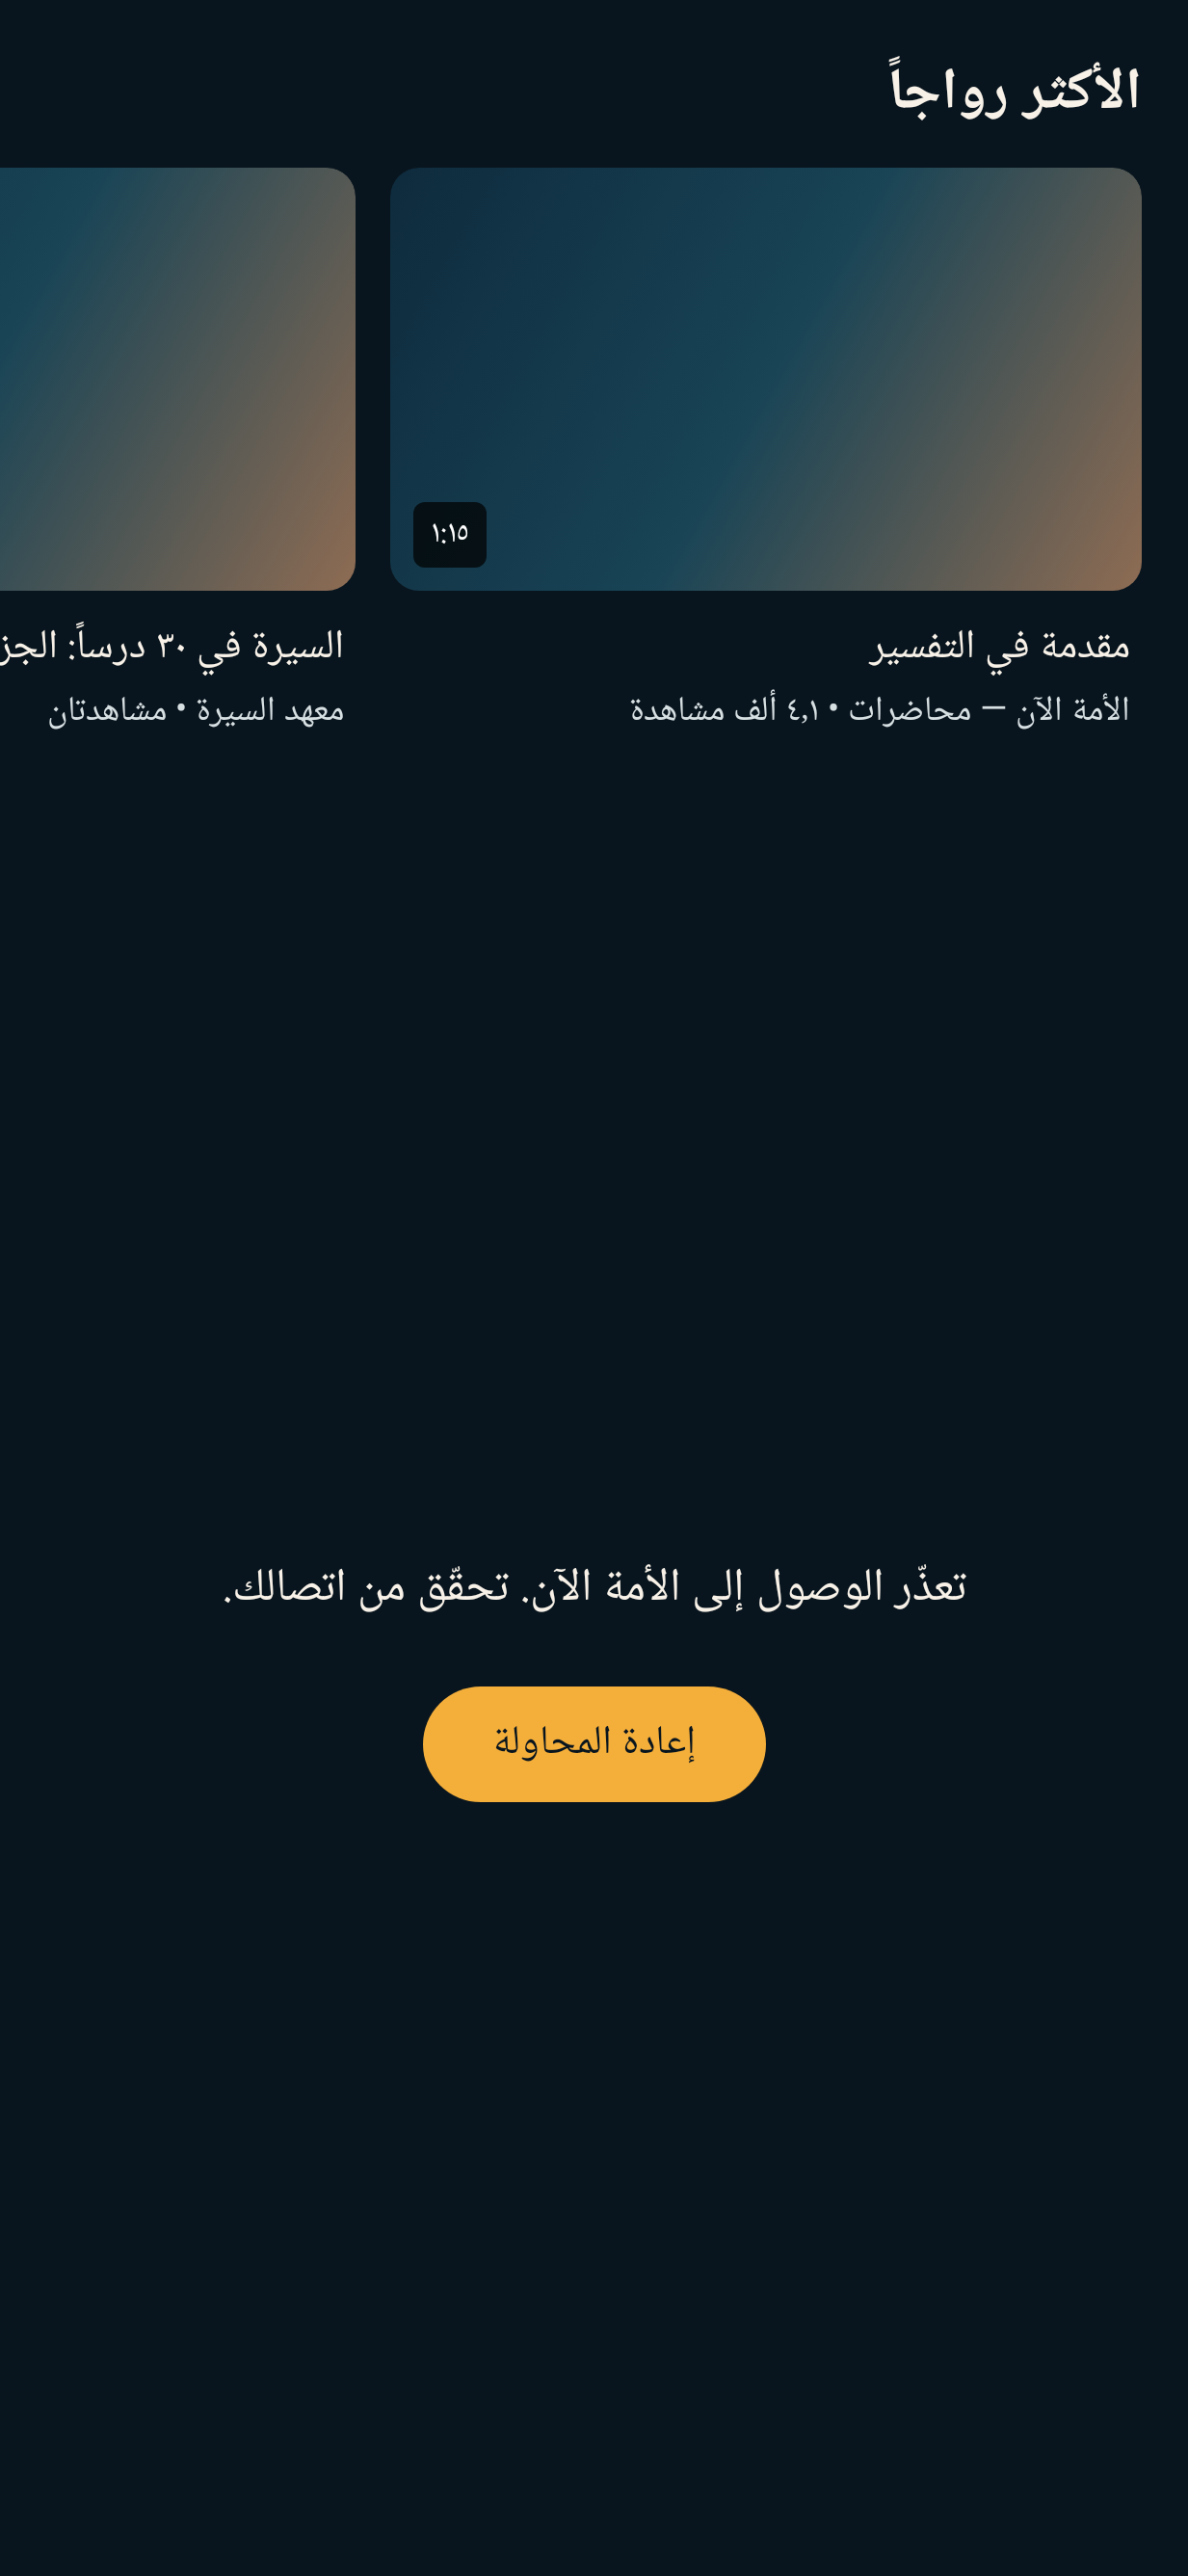 الأكثر رواجاً
١:١٥
مقدمة في التفسير
الأمة الآن — محاضرات • ٤٫١ ألف مشاهدة
السيرة في ٣٠ درساً: الجز
معهد السيرة • مشاهدتان
تعذّر الوصول إلى الأمة الآن. تحقّق من اتصالك.
إعادة المحاولة